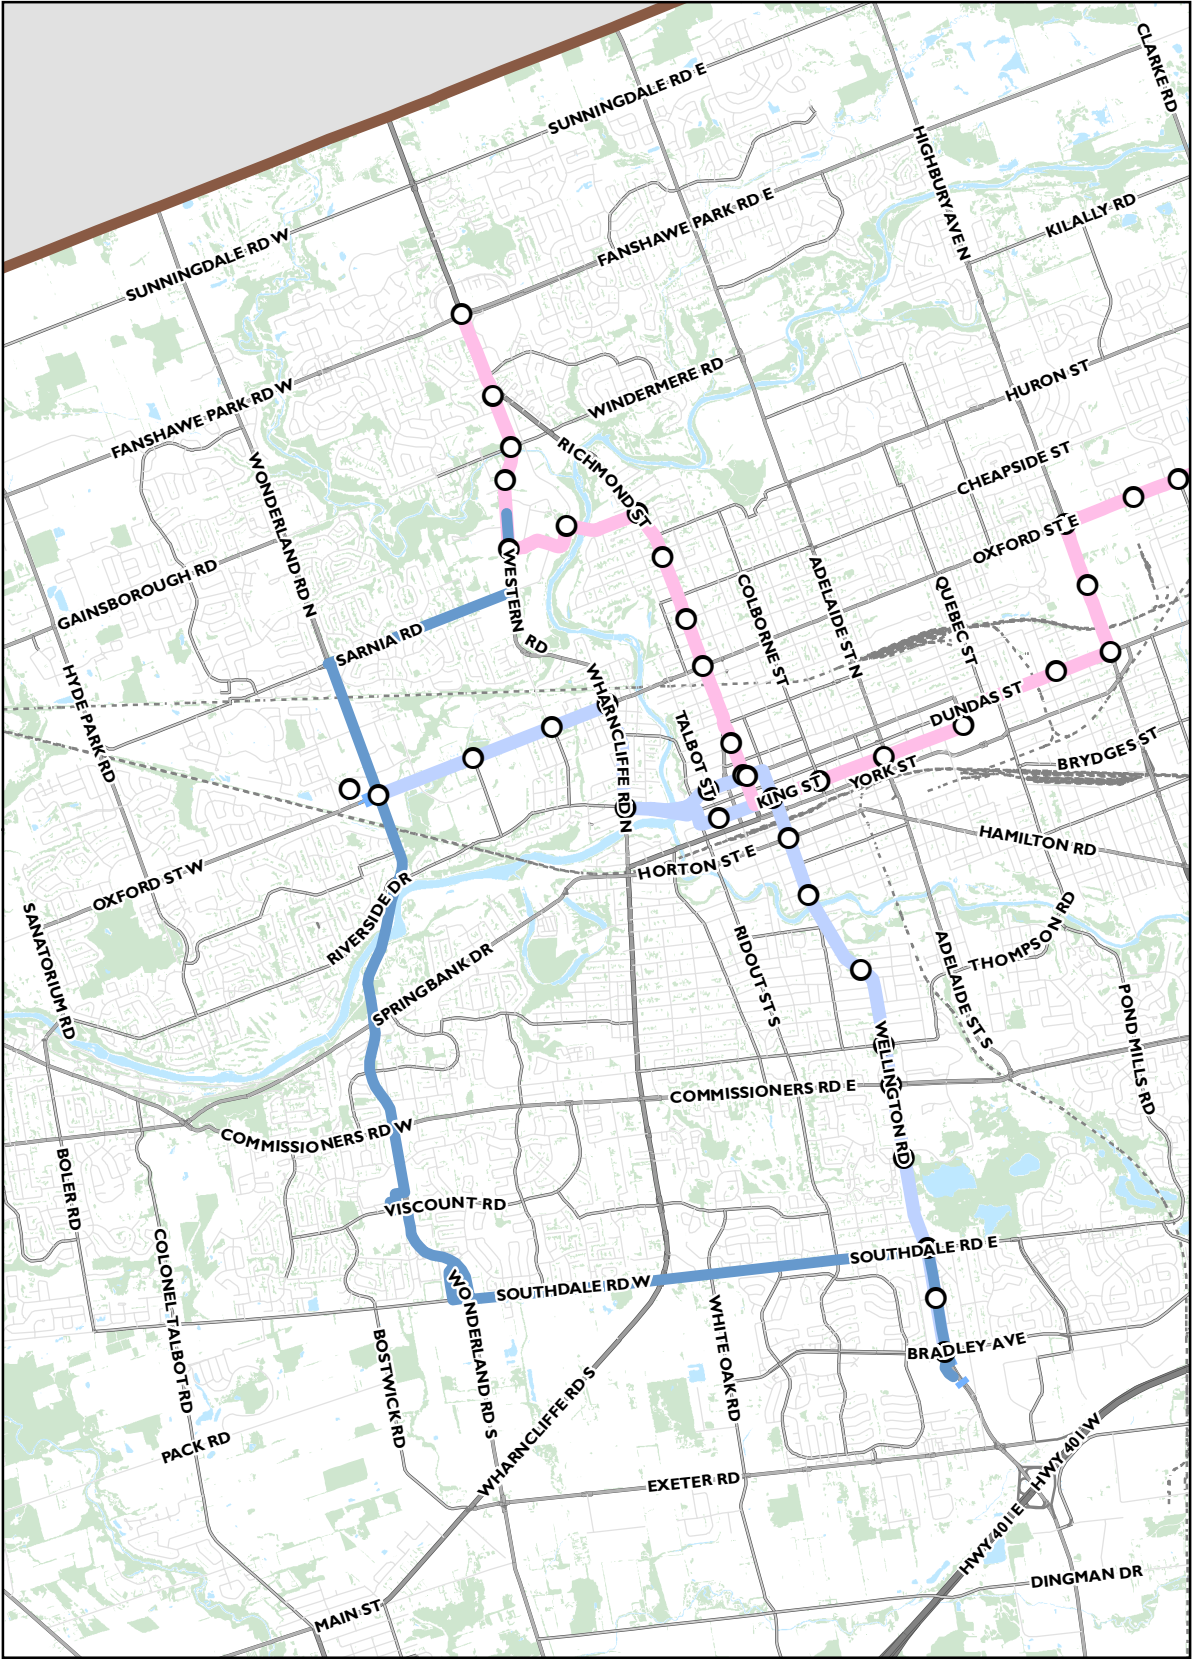 CLARKE RD
SUNNINGDALE RD E
HIGHBURY AVE N
KILALLY RD
FANSHAWE PARK RD E
SUNNINGDALE RD W
HURON ST
WINDERMERE RD
FANSHAWE PARK RD W
RICHMOND ST
CHEAPSIDE ST
WONDERLAND RD N
OXFORD ST E
GAINSBOROUGH RD
WESTERN RD
ADELAIDE ST N
QUEBEC ST
COLBORNE ST
SARNIA RD
HYDE PARK RD
WHARNCLIFFE RD N
DUNDAS ST
TALBOT ST
BRYDGES ST
YORK ST
KING ST
HAMILTON RD
HORTON ST E
OXFORD ST W
RIVERSIDE DR
SANATORIUM RD
THOMPSON RD
RIDOUT ST S
ADELAIDE ST S
SPRINGBANK DR
POND MILLS RD
WELLINGTON RD
COMMISSIONERS RD E
COMMISSIONERS RD W
BOLER RD
VISCOUNT RD
SOUTHDALE RD E
COLONEL TALBOT RD
SOUTHDALE RD W
WONDERLAND RD S
WHITE OAK RD
BRADLEY AVE
BOSTWICK RD
WHARNCLIFFE RD S
PACK RD
HWY 401 W
EXETER RD
HWY 401 E
DINGMAN DR
MAIN ST